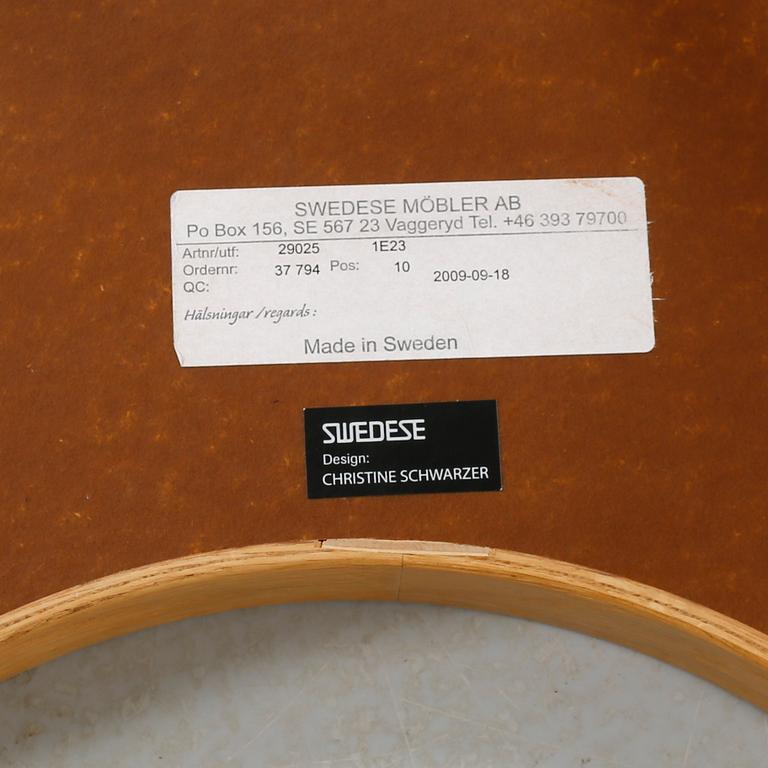 SWEDESE MÖBLER AB
Po Box 156, SE 567 23 Vaggeryd Tel. +46 393 79700
Artnr/utf: 29025 1E23
Ordernr: 37 794 Pos: 10 2009-09-18
QC:
Hälsningar /regards :
Made in Sweden
SWEDESE
Design:
CHRISTINE SCHWARZER